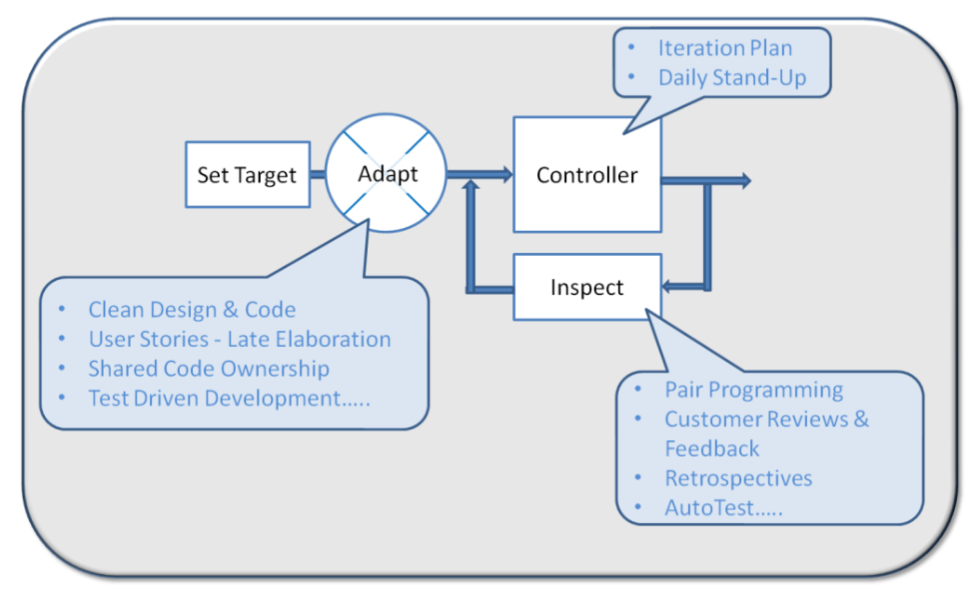 • Iteration Plan
• Daily Stand-Up
Set Target
Adapt
Controller
Inspect
• Clean Design & Code
• User Stories - Late Elaboration
• Shared Code Ownership
• Test Driven Development…..
• Pair Programming
• Customer Reviews &
Feedback
• Retrospectives
• AutoTest…..